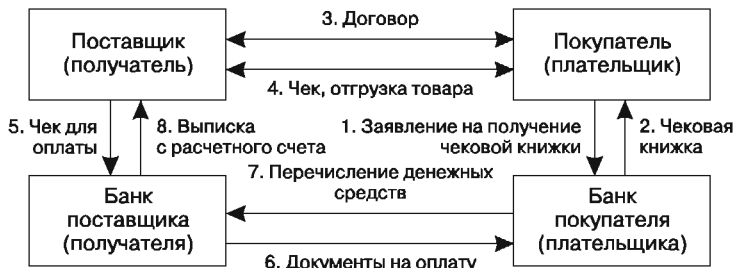 3. Договор
Поставщик
(получатель)
Покупатель
(плательщик)
4. Чек, отгрузка товара
5. Чек для
оплаты
8. Выписка
с расчетного счета
1. Заявление на получение
чековой книжки
2. Чековая
книжка
7. Перечисление денежных
средств
Банк
поставщика
(получателя)
Банк
покупателя
(плательщика)
6. Документы на оплату